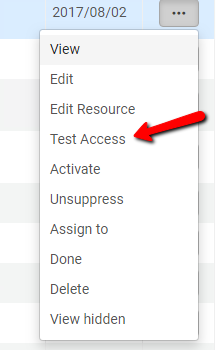 2017/08/02 ...
View
Edit
Edit Resource
Test Access
Activate
Unsuppress
Assign to
Done
Delete
View hidden